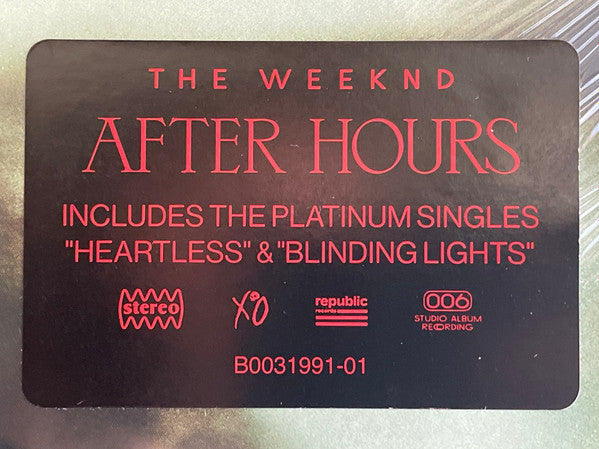 THE WEEKND
AFTER HOURS
INCLUDES THE PLATINUM SINGLES
"HEARTLESS" & "BLINDING LIGHTS"
stereo XO republic records 006 STUDIO ALBUM RECORDING
B0031991-01